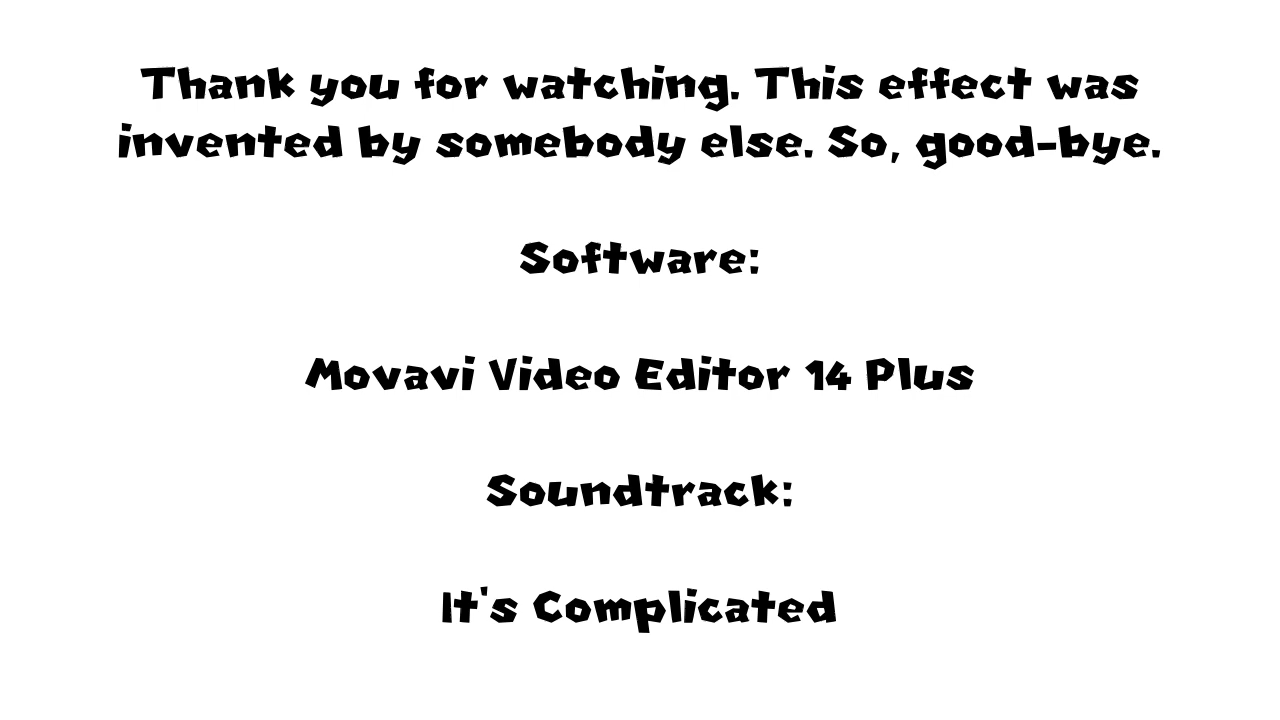 Thank you for watching. This effect was
invented by somebody else. So, good-bye.
Software:
Movavi Video Editor 14 Plus
Soundtrack:
It's Complicated